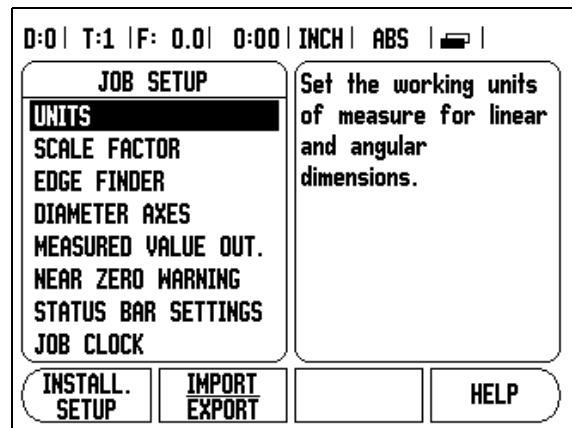 D:0| T:1 |F: 0.0| 0:00| INCH| ABS | |
JOB SETUP
UNITS
SCALE FACTOR
EDGE FINDER
DIAMETER AXES
MEASURED VALUE OUT.
NEAR ZERO WARNING
STATUS BAR SETTINGS
JOB CLOCK
Set the working units
of measure for linear
and angular
dimensions.
INSTALL.
SETUP
IMPORT
EXPORT
HELP